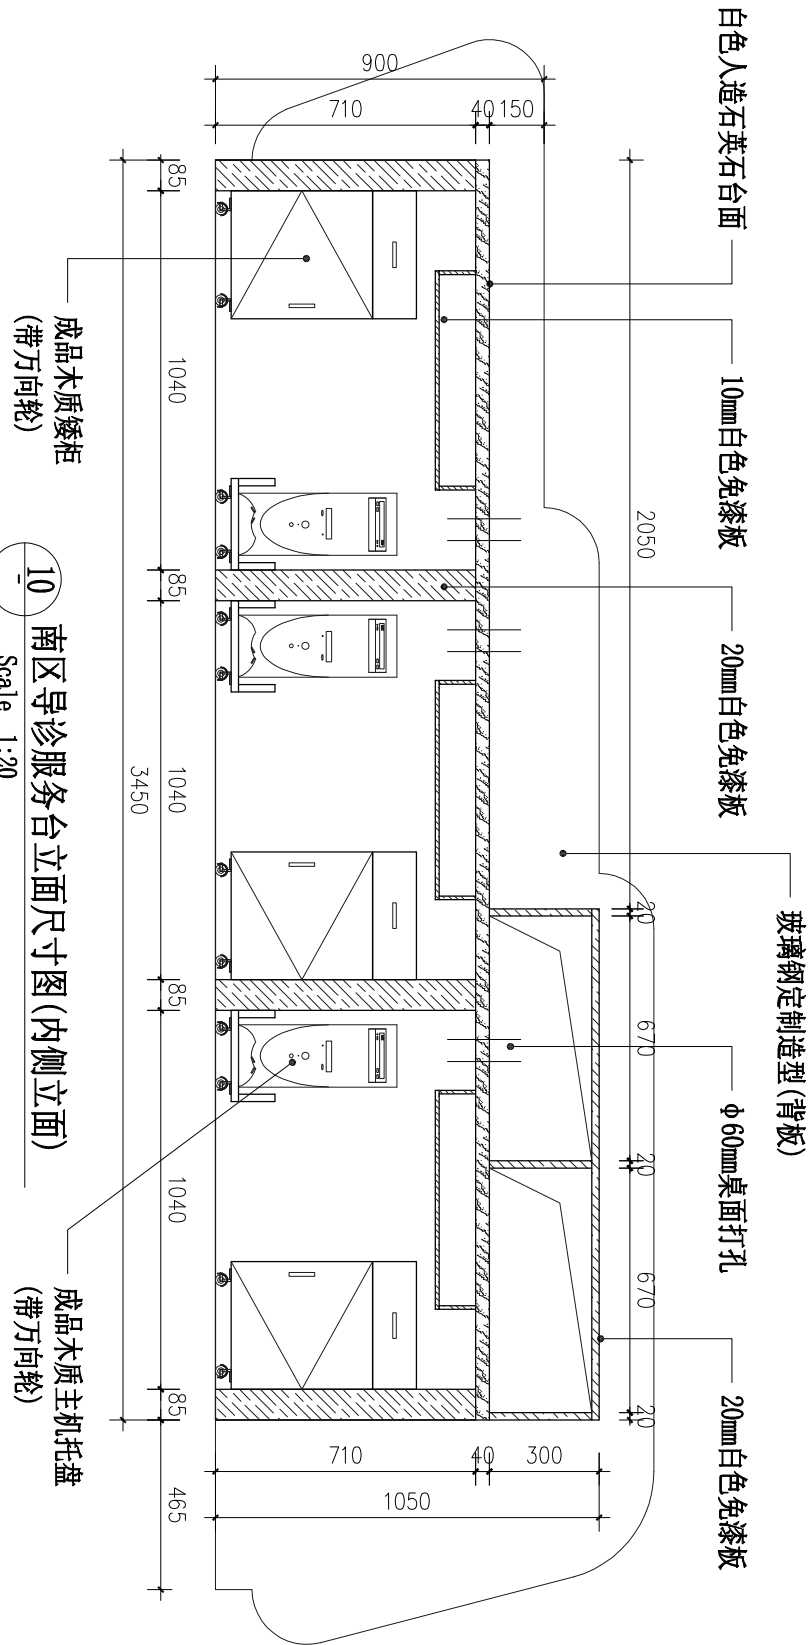 白色人造石英石台面
10mm白色免漆板
20mm白色免漆板
玻璃钢定制造型(背板)
Φ60mm桌面打孔
20mm白色免漆板
2050
20
670
20
670
20
900
710
40
150
710
40
300
1050
85
1040
85
1040
85
1040
85
465
3450
成品木质矮柜
(带万向轮)
成品木质主机托盘
(带万向轮)
10
-
南区导诊服务台立面尺寸图(内侧立面)
Scale 1:20